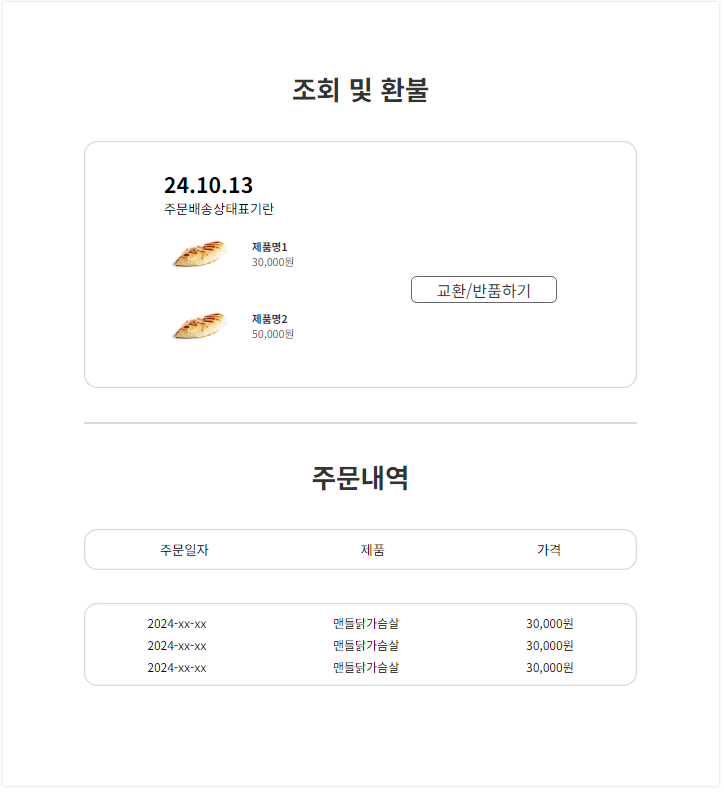 조회 및 환불
24.10.13
주문배송상태표기란
제품명1
30,000원
교환/반품하기
제품명2
50,000원
주문내역
주문일자 제품 가격
2024-xx-xx 맨들닭가슴살 30,000원
2024-xx-xx 맨들닭가슴살 30,000원
2024-xx-xx 맨들닭가슴살 30,000원